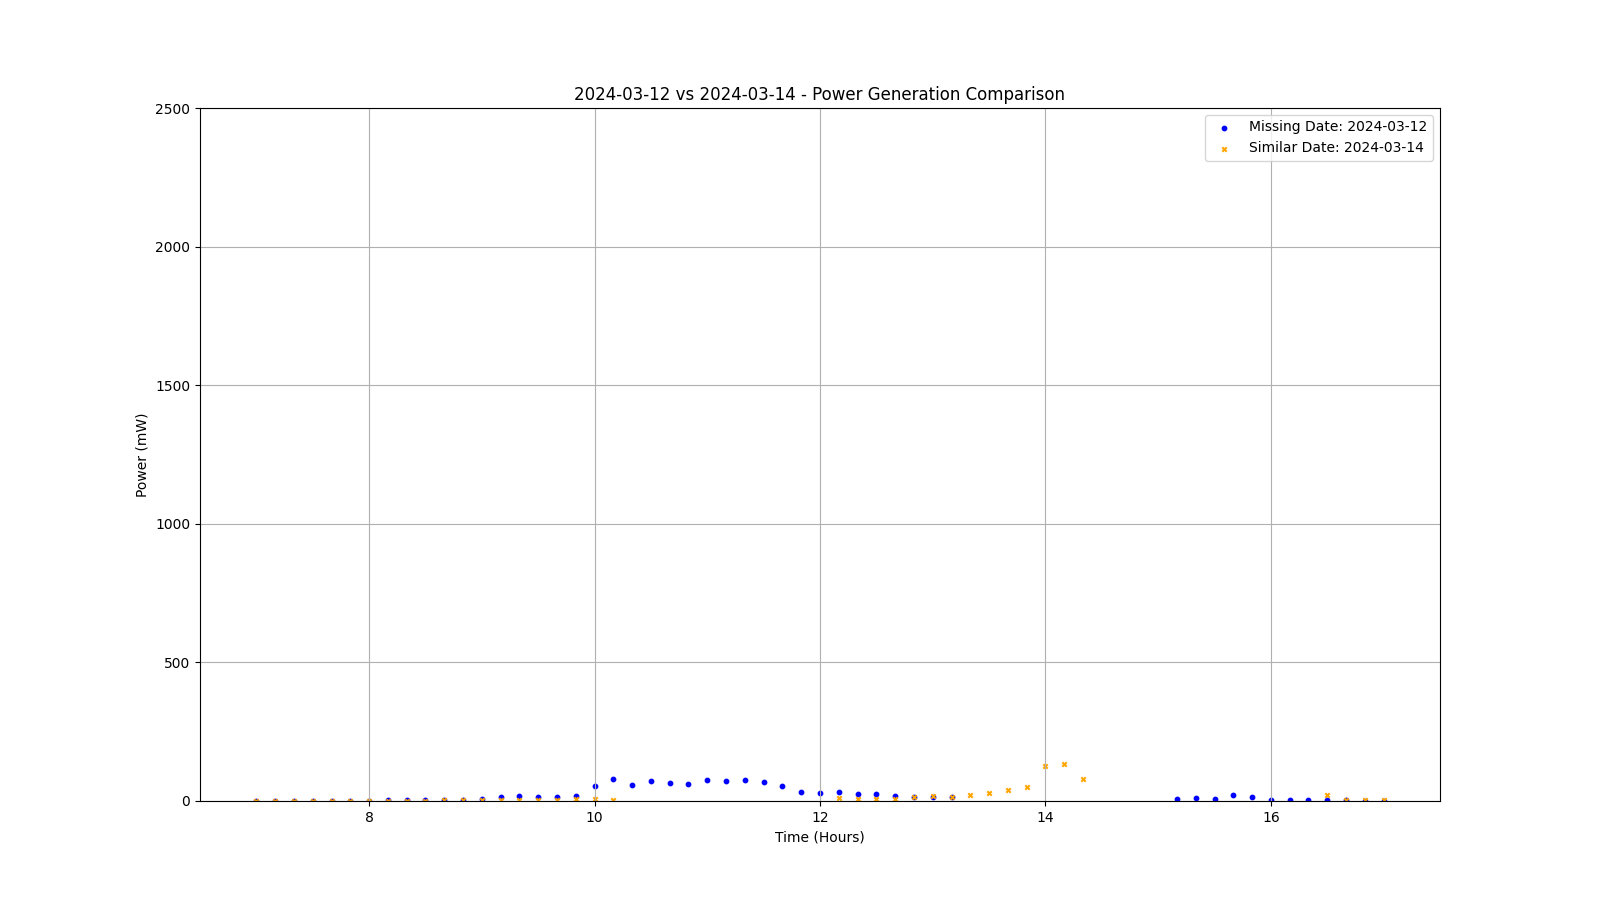 2024-03-12 vs 2024-03-14 - Power Generation Comparison
Missing Date: 2024-03-12
Similar Date: 2024-03-14
2500
2000
1500
1000
500
0
Power (mW)
8
10
12
14
16
Time (Hours)